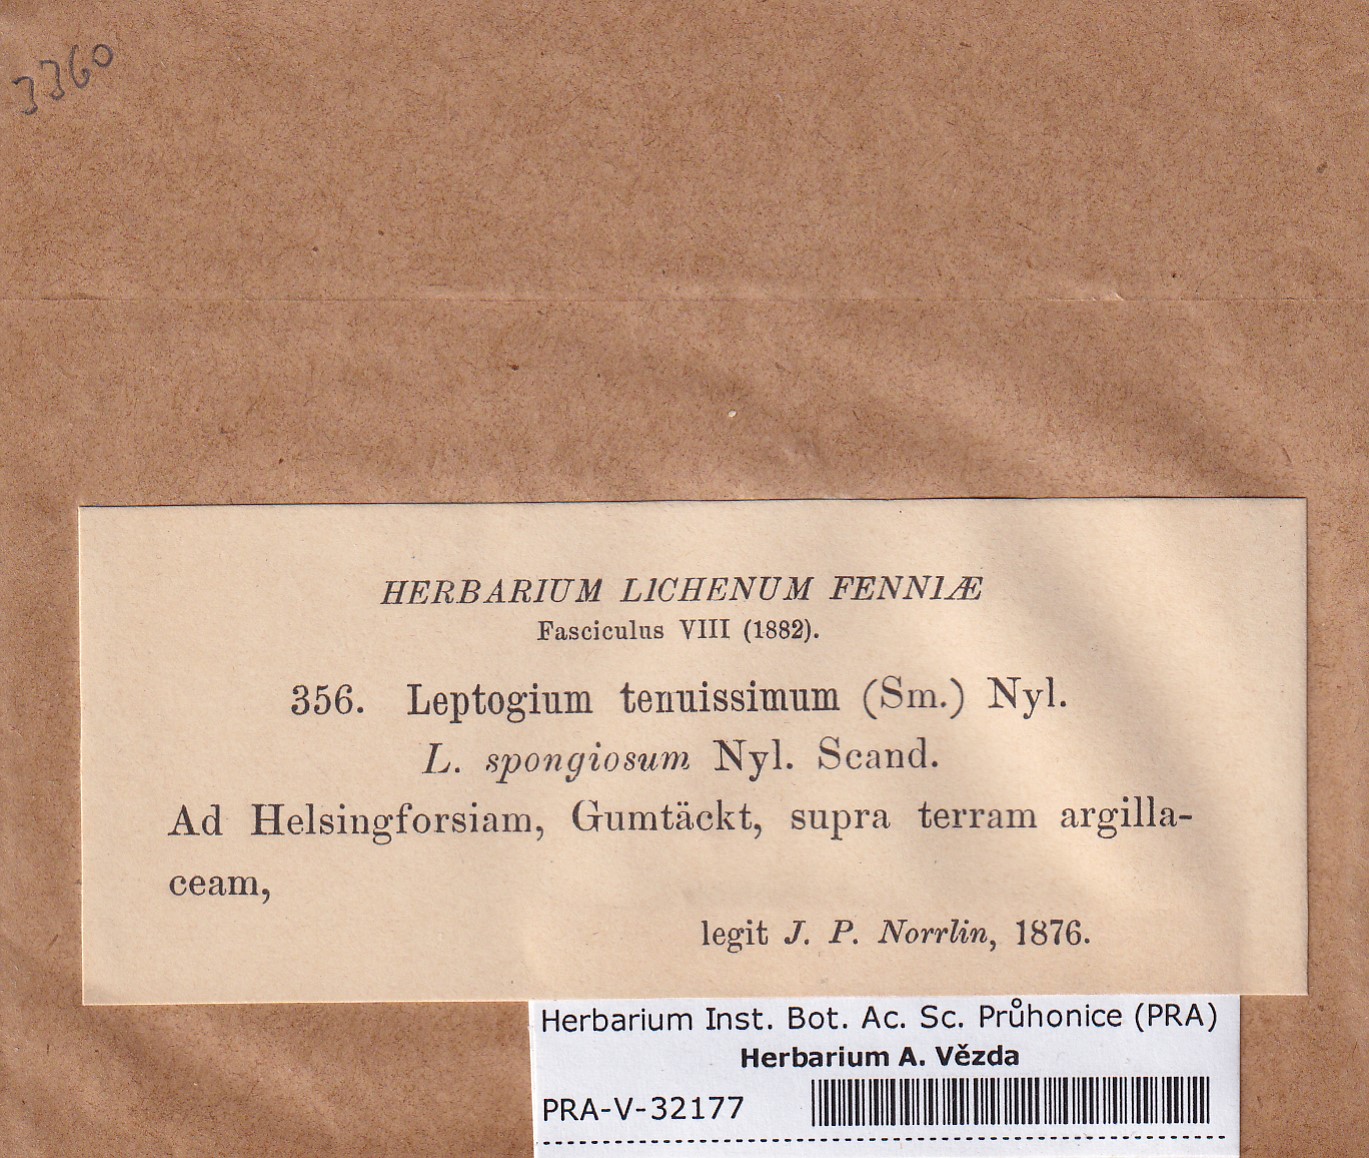 3360
HERBARIUM LICHENUM FENNIÆ
Fasciculus VIII (1882).
356. Leptogium tenuissimum (Sm.) Nyl.
L. spongiosum Nyl. Scand.
Ad Helsingforsiam, Gumtäckt, supra terram argilla-
ceam,
legit J. P. Norrlin, 1876.
Herbarium Inst. Bot. Ac. Sc. Průhonice (PRA)
Herbarium A. Vězda
PRA-V-32177